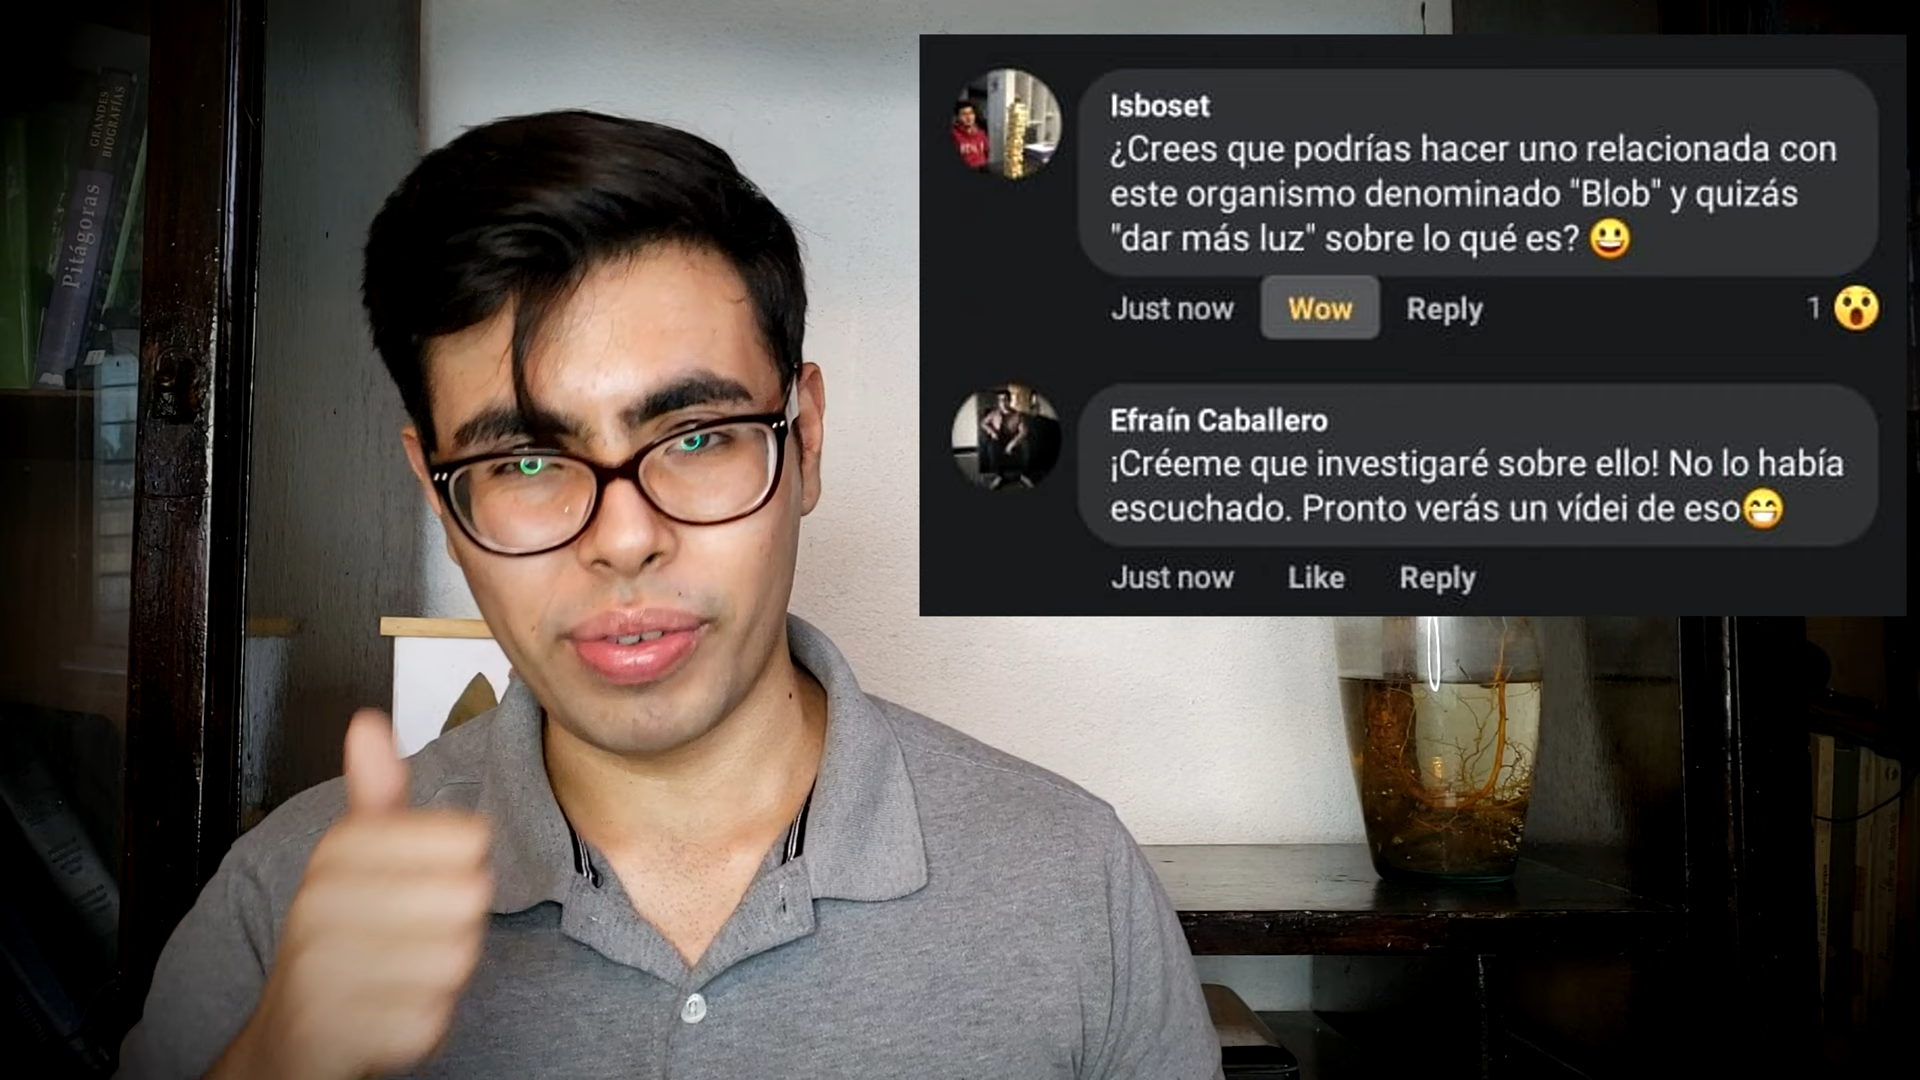 GRANDES
BIOGRAFÍAS
Pitágoras
Isboset
¿Crees que podrías hacer uno relacionada con
este organismo denominado "Blob" y quizás
"dar más luz" sobre lo qué es? 😀
Just now Wow Reply 1 😮
Efraín Caballero
¡Créeme que investigaré sobre ello! No lo había
escuchado. Pronto verás un vídei de eso😁
Just now Like Reply